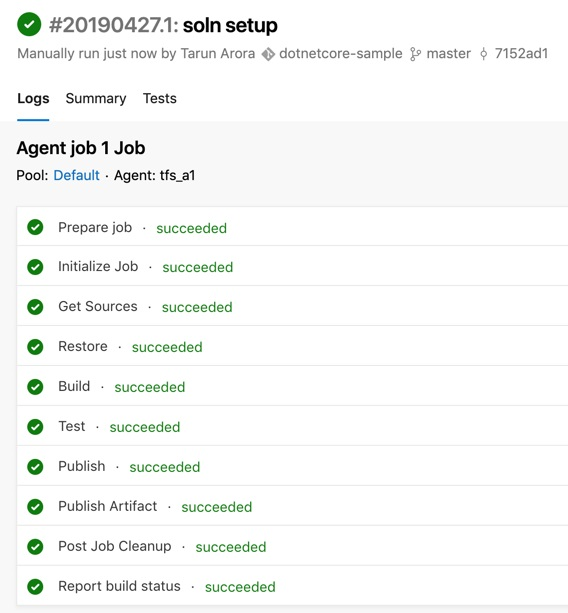 #20190427.1: soln setup
Manually run just now by Tarun Arora dotnetcore-sample master 7152ad1
Logs Summary Tests
Agent job 1 Job
Pool: Default · Agent: tfs_a1
Prepare job · succeeded
Initialize Job · succeeded
Get Sources · succeeded
Restore · succeeded
Build · succeeded
Test · succeeded
Publish · succeeded
Publish Artifact · succeeded
Post Job Cleanup · succeeded
Report build status · succeeded